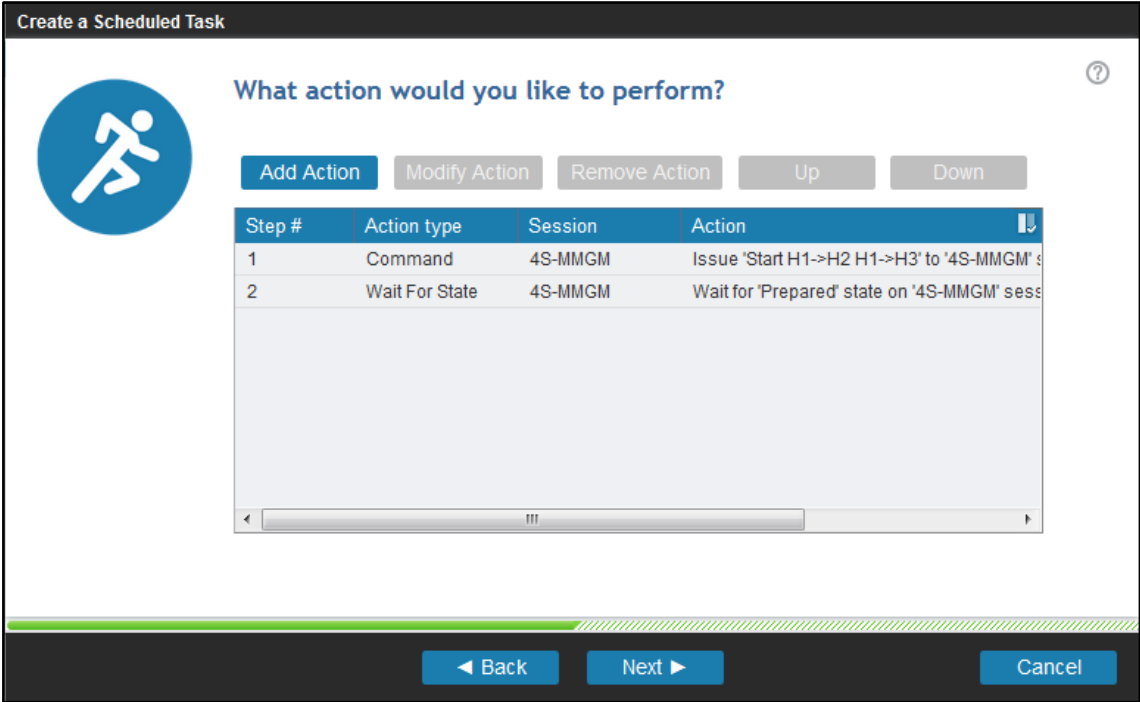 Create a Scheduled Task
What action would you like to perform?
Add Action Modify Action Remove Action Up Down
Step # Action type Session Action
1 Command 4S-MMGM Issue 'Start H1->H2 H1->H3' to '4S-MMGM' s
2 Wait For State 4S-MMGM Wait for 'Prepared' state on '4S-MMGM' sess
◄ Back Next ► Cancel